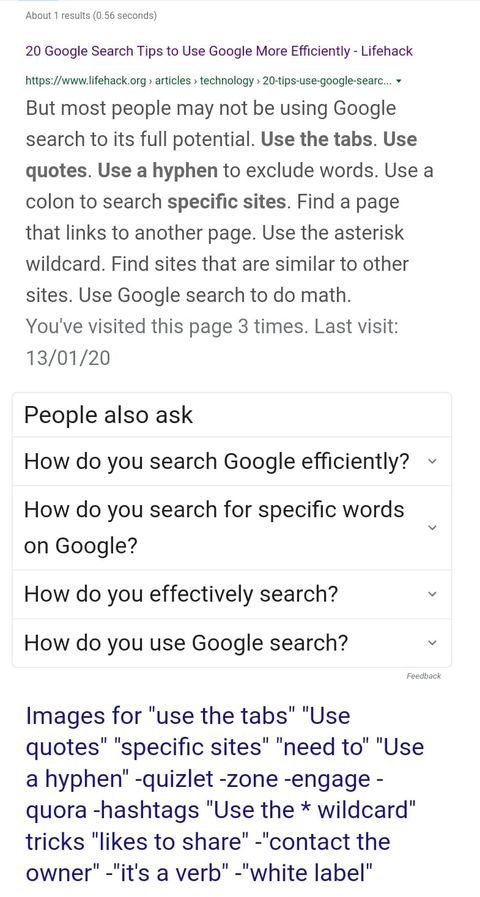 About 1 results (0.56 seconds)
20 Google Search Tips to Use Google More Efficiently - Lifehack
https://www.lifehack.org › articles › technology › 20-tips-use-google-searc...
But most people may not be using Google
search to its full potential. Use the tabs. Use
quotes. Use a hyphen to exclude words. Use a
colon to search specific sites. Find a page
that links to another page. Use the asterisk
wildcard. Find sites that are similar to other
sites. Use Google search to do math.
You've visited this page 3 times. Last visit:
13/01/20
People also ask
How do you search Google efficiently?
How do you search for specific words
on Google?
How do you effectively search?
How do you use Google search?
Feedback
Images for "use the tabs" "Use
quotes" "specific sites" "need to" "Use
a hyphen" -quizlet -zone -engage -
quora -hashtags "Use the * wildcard"
tricks "likes to share" -"contact the
owner" -"it's a verb" -"white label"